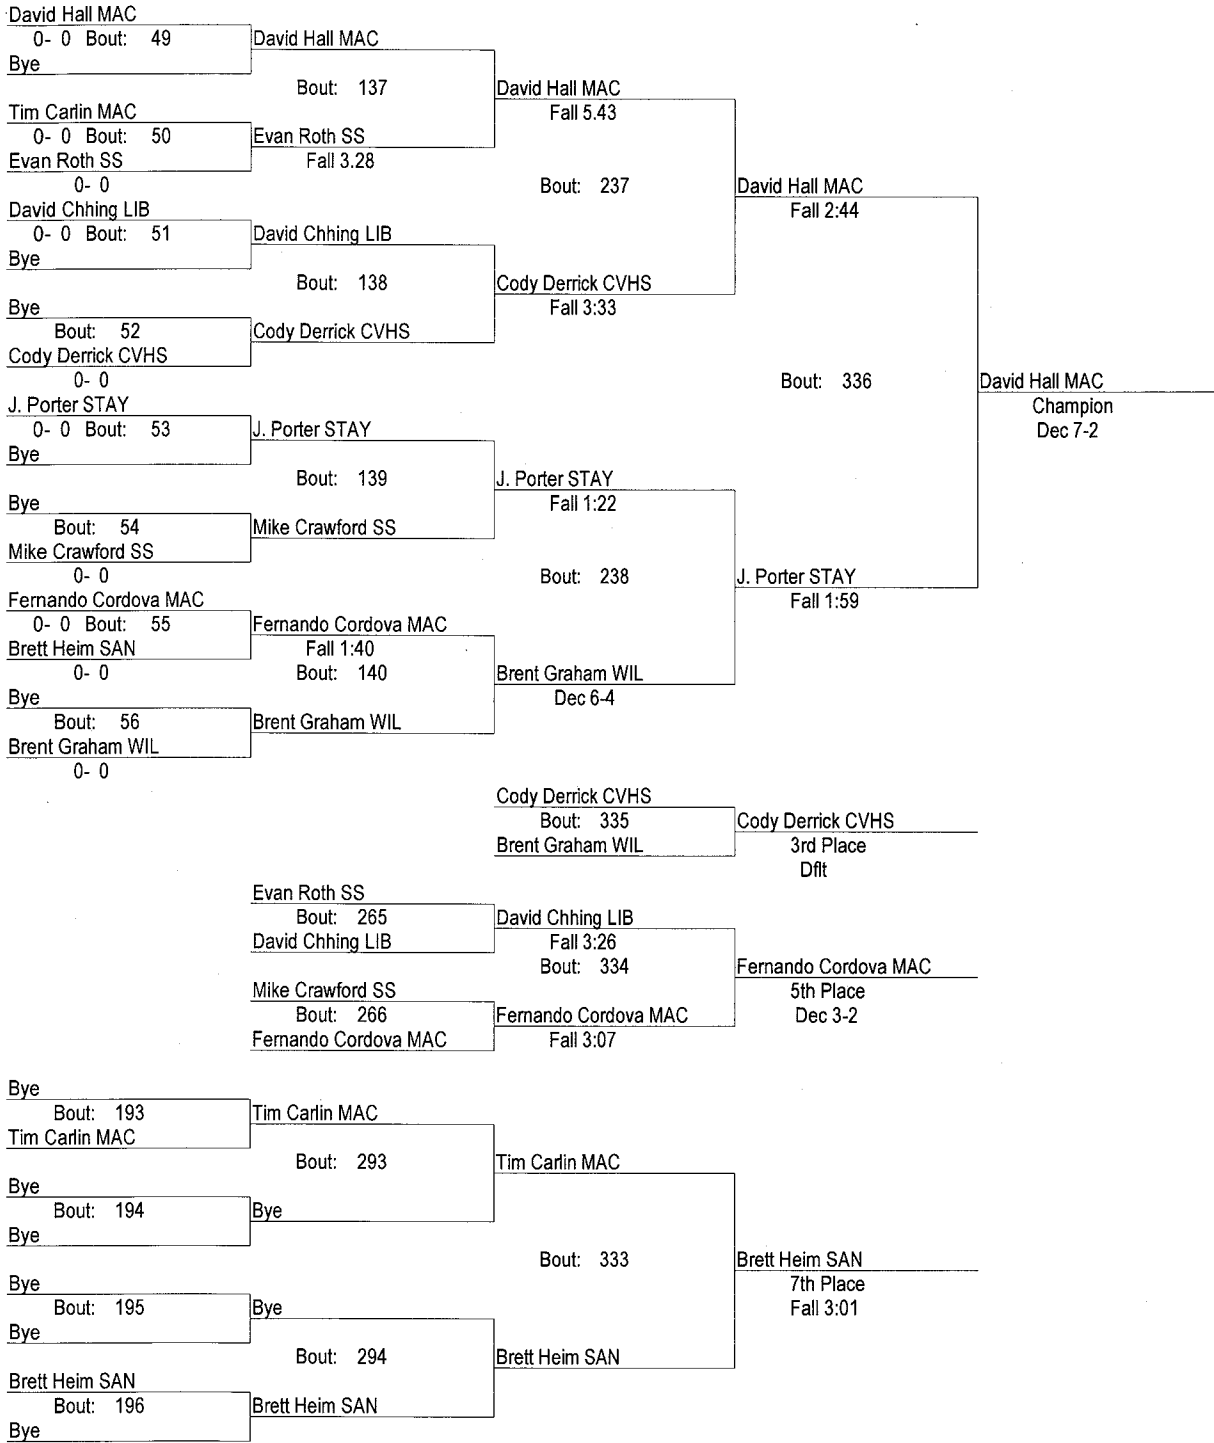 David Hall MAC
0- 0 Bout: 49
David Hall MAC
Bye
Bout: 137
David Hall MAC
Fall 5.43
Tim Carlin MAC
0- 0 Bout: 50
Evan Roth SS
Evan Roth SS
Fall 3.28
0- 0
Bout: 237
David Hall MAC
Fall 2:44
David Chhing LIB
0- 0 Bout: 51
David Chhing LIB
Bye
Bout: 138
Cody Derrick CVHS
Fall 3:33
Bye
Bout: 52
Cody Derrick CVHS
Cody Derrick CVHS
0- 0
Bout: 336
David Hall MAC
Champion
Dec 7-2
J. Porter STAY
0- 0 Bout: 53
J. Porter STAY
Bye
Bout: 139
J. Porter STAY
Fall 1:22
Bye
Bout: 54
Mike Crawford SS
Mike Crawford SS
0- 0
Bout: 238
J. Porter STAY
Fall 1:59
Fernando Cordova MAC
0- 0 Bout: 55
Fernando Cordova MAC
Brett Heim SAN
Fall 1:40
0- 0
Bout: 140
Brent Graham WIL
Dec 6-4
Bye
Bout: 56
Brent Graham WIL
Brent Graham WIL
0- 0
Cody Derrick CVHS
Bout: 335
Cody Derrick CVHS
Brent Graham WIL
3rd Place
Dflt
Evan Roth SS
Bout: 265
David Chhing LIB
David Chhing LIB
Fall 3:26
Bout: 334
Fernando Cordova MAC
5th Place
Dec 3-2
Mike Crawford SS
Bout: 266
Fernando Cordova MAC
Fernando Cordova MAC
Fall 3:07
Bye
Bout: 193
Tim Carlin MAC
Tim Carlin MAC
Bout: 293
Tim Carlin MAC
Bye
Bout: 194
Bye
Bye
Bout: 333
Brett Heim SAN
7th Place
Fall 3:01
Bye
Bout: 195
Bye
Bye
Bout: 294
Brett Heim SAN
Brett Heim SAN
Bout: 196
Brett Heim SAN
Bye